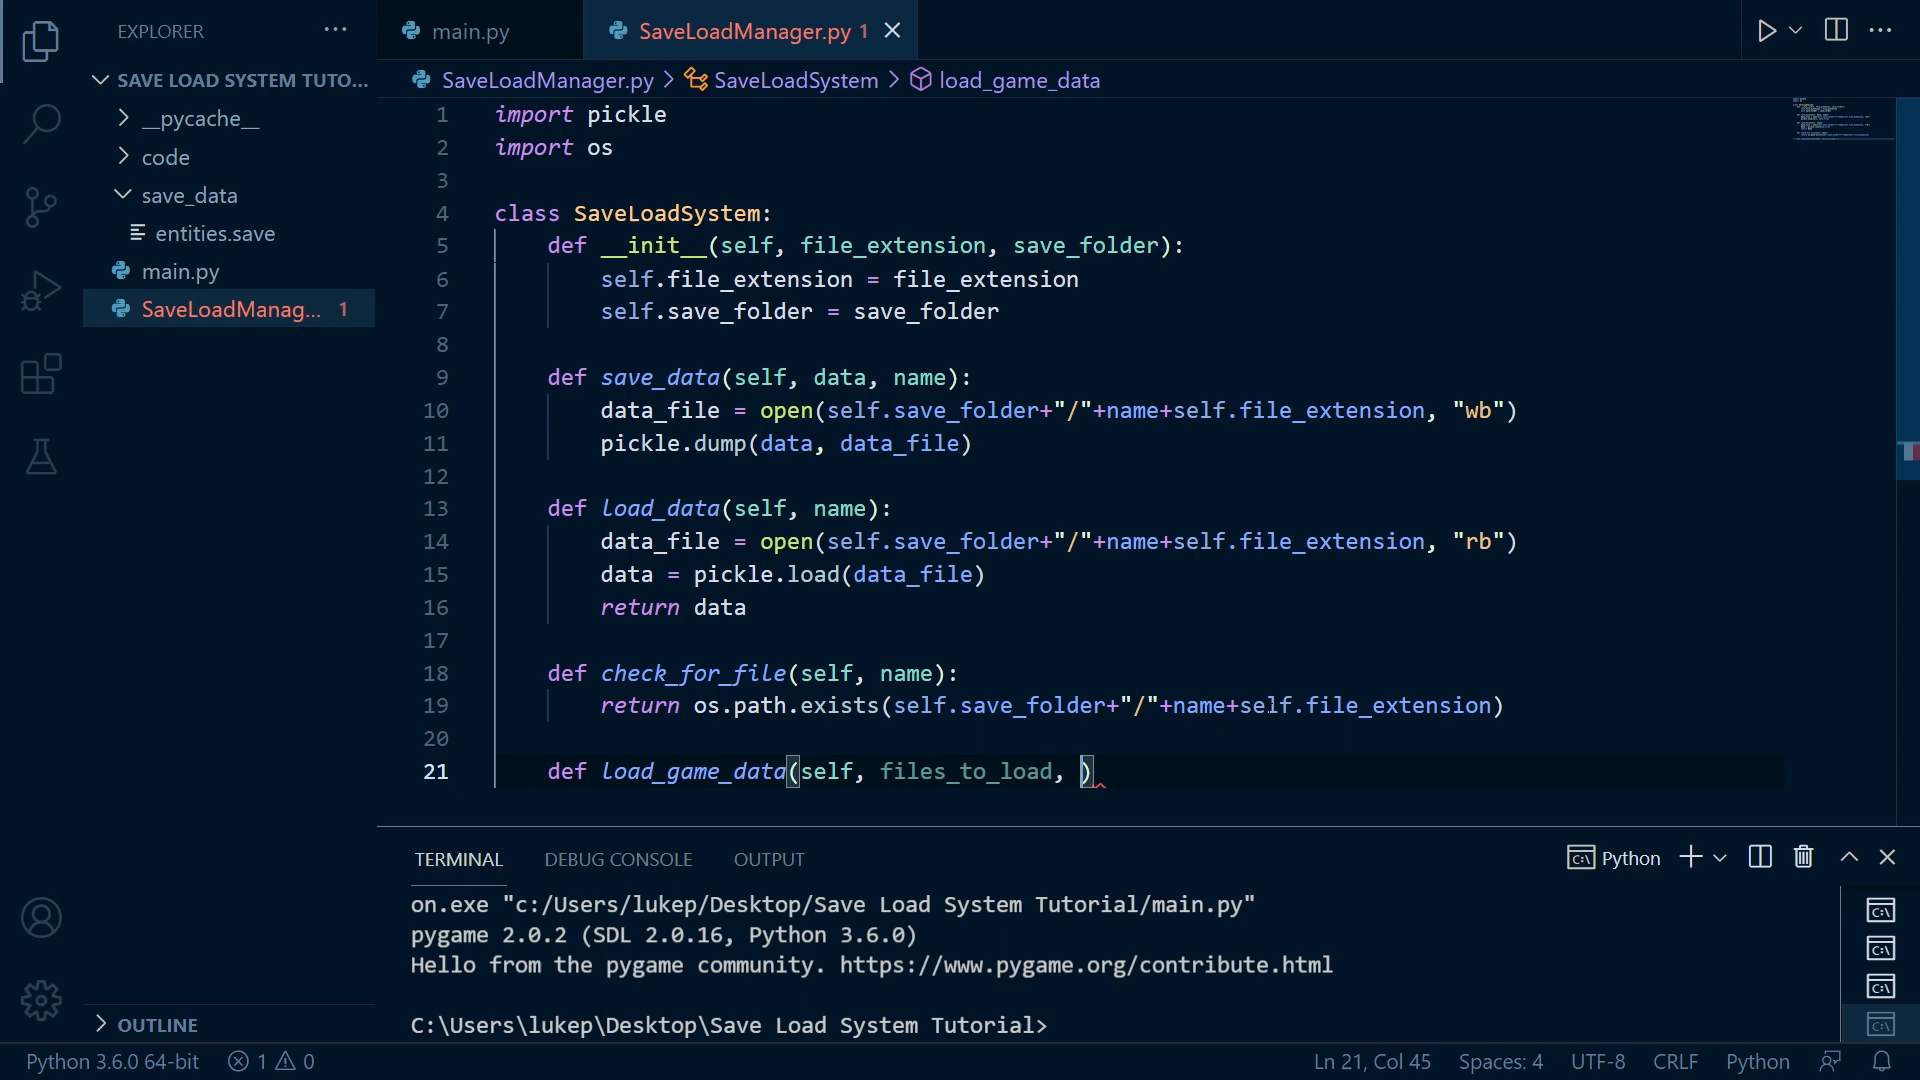 EXPLORER
main.py
SaveLoadManager.py 1
SAVE LOAD SYSTEM TUTO...
SaveLoadManager.py > SaveLoadSystem > load_game_data
__pycache__
code
save_data
entities.save
main.py
SaveLoadManag... 1
1 import pickle
2 import os
3
4 class SaveLoadSystem:
5 def __init__(self, file_extension, save_folder):
6 self.file_extension = file_extension
7 self.save_folder = save_folder
8
9 def save_data(self, data, name):
10 data_file = open(self.save_folder+"/"+name+self.file_extension, "wb")
11 pickle.dump(data, data_file)
12
13 def load_data(self, name):
14 data_file = open(self.save_folder+"/"+name+self.file_extension, "rb")
15 data = pickle.load(data_file)
16 return data
17
18 def check_for_file(self, name):
19 return os.path.exists(self.save_folder+"/"+name+self.file_extension)
20
21 def load_game_data(self, files_to_load, )
TERMINAL DEBUG CONSOLE OUTPUT
Python
on.exe "c:/Users/lukep/Desktop/Save Load System Tutorial/main.py"
pygame 2.0.2 (SDL 2.0.16, Python 3.6.0)
Hello from the pygame community. https://www.pygame.org/contribute.html
C:\Users\lukep\Desktop\Save Load System Tutorial>
OUTLINE
Python 3.6.0 64-bit 1 0 Ln 21, Col 45 Spaces: 4 UTF-8 CRLF Python